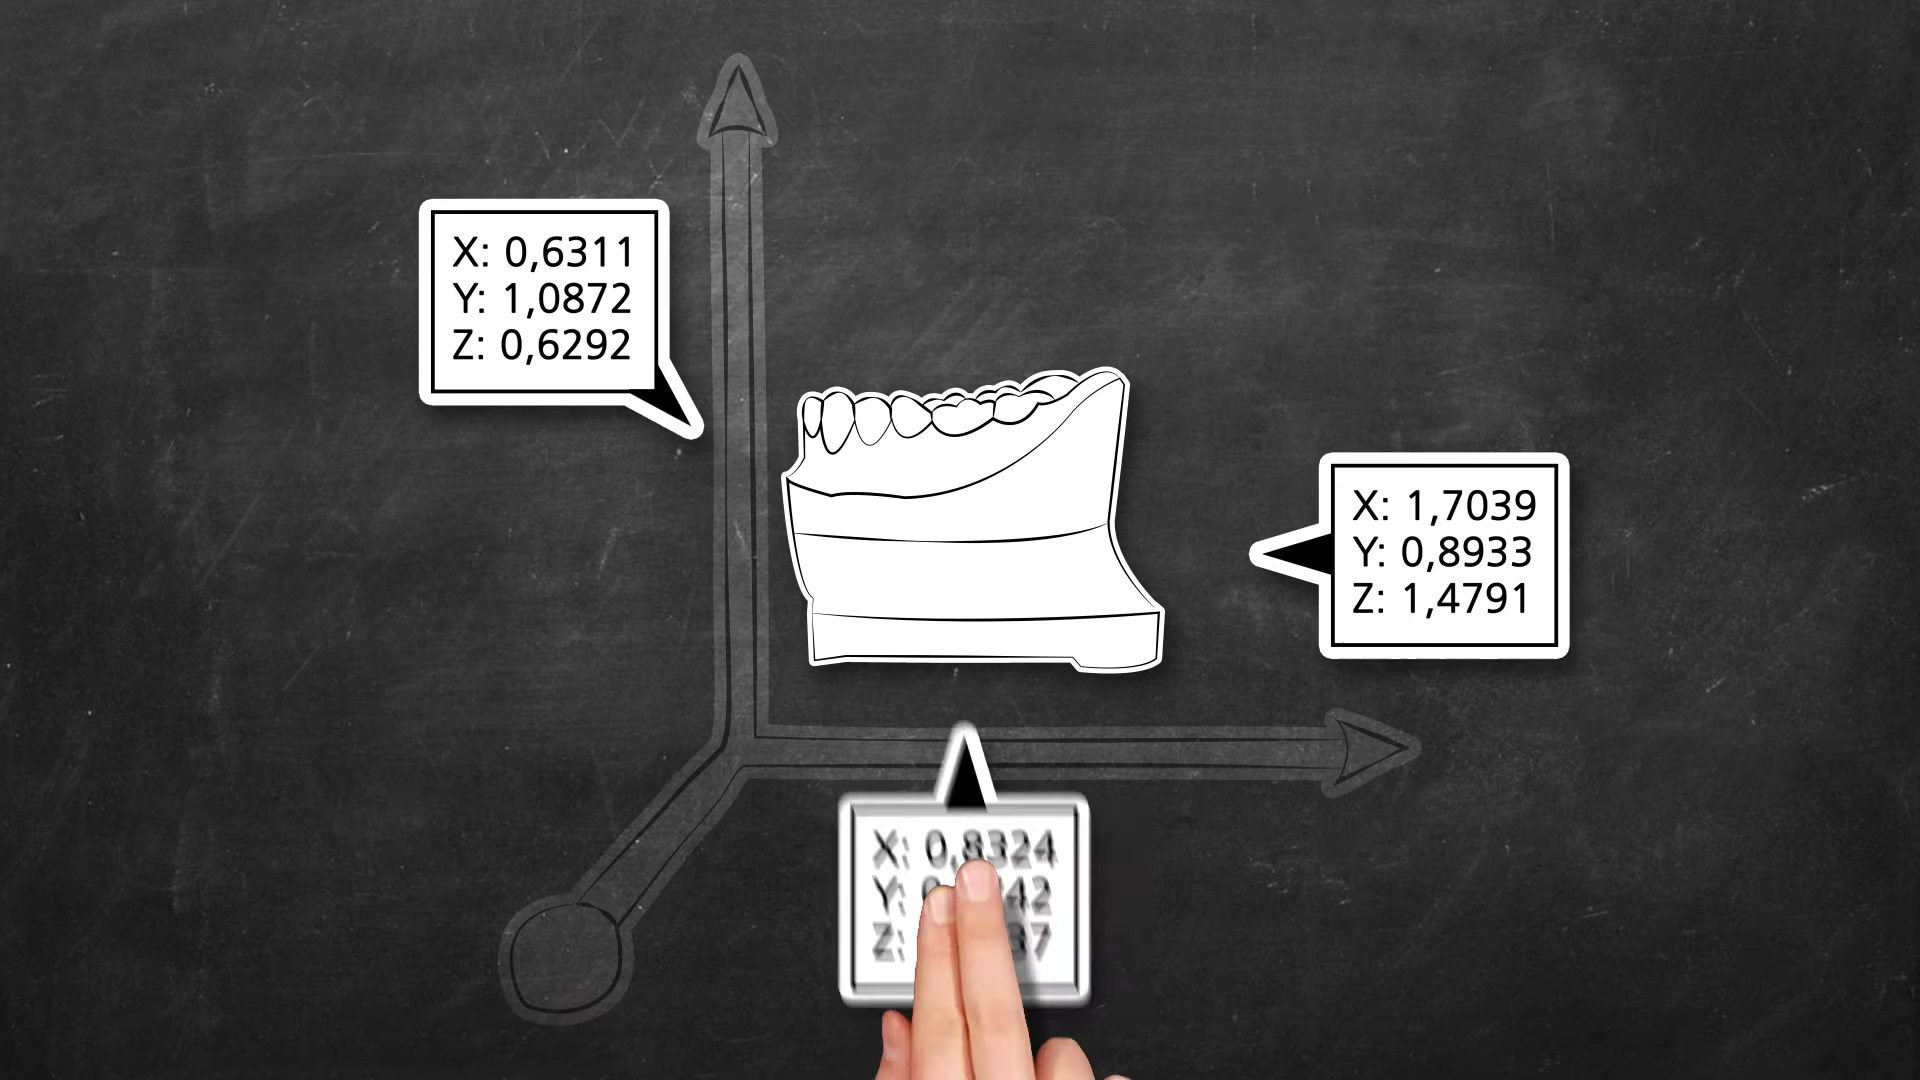 X: 0,6311
Y: 1,0872
Z: 0,6292
X: 1,7039
Y: 0,8933
Z: 1,4791
X: 0,8324
Y:
Z: